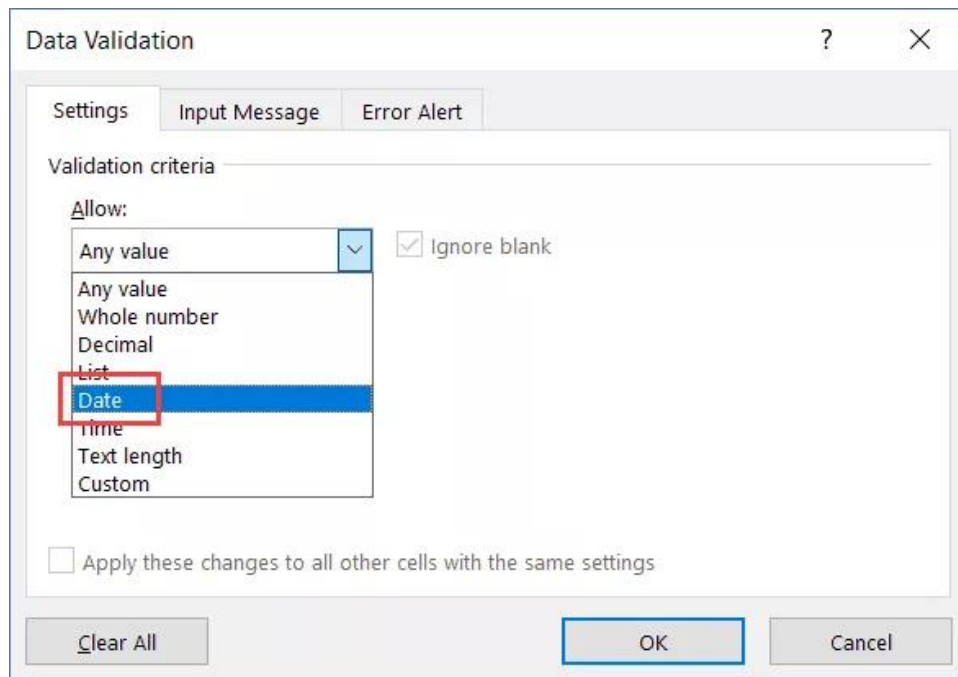 Data Validation ?
Settings Input Message Error Alert
Validation criteria
Allow:
Any value Ignore blank
Any value
Whole number
Decimal
List
Date
Time
Text length
Custom
Apply these changes to all other cells with the same settings
Clear All OK Cancel